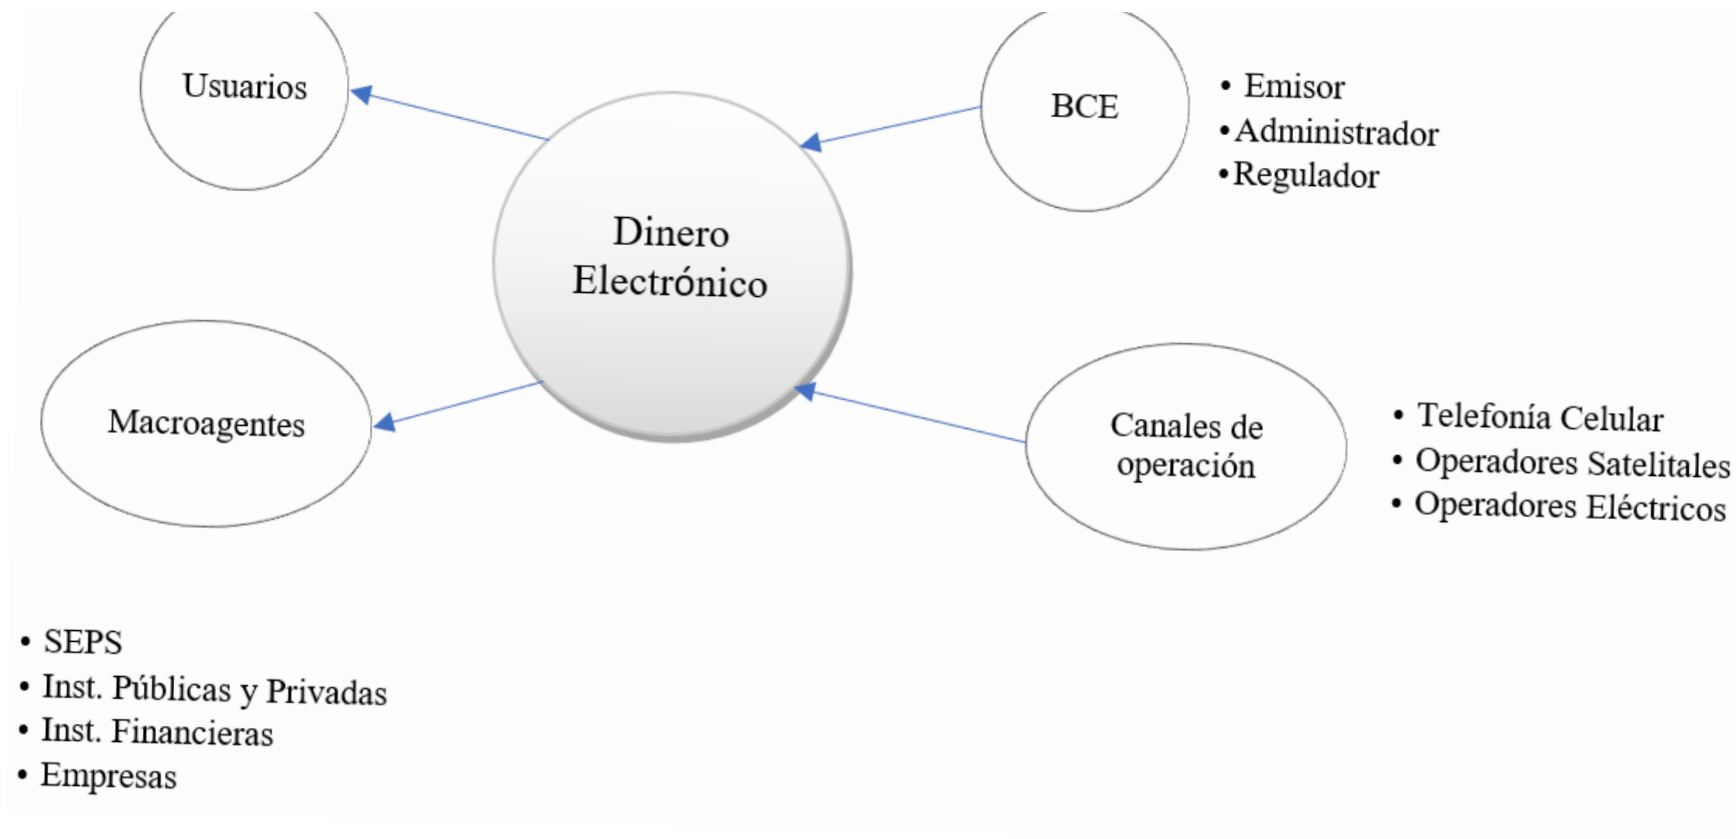 Usuarios
BCE
• Emisor
• Administrador
• Regulador
Dinero
Electrónico
Macroagentes
Canales de
operación
• Telefonía Celular
• Operadores Satelitales
• Operadores Eléctricos
• SEPS
• Inst. Públicas y Privadas
• Inst. Financieras
• Empresas